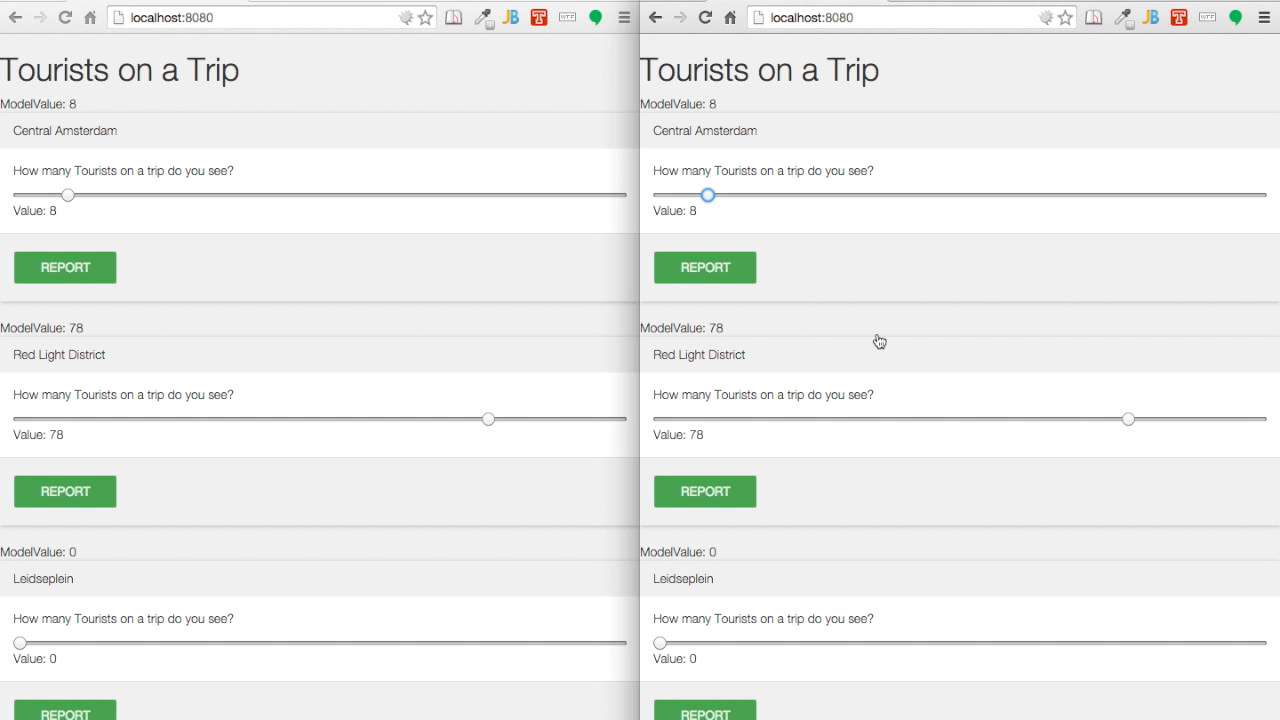 localhost:8080
Tourists on a Trip
ModelValue: 8
Central Amsterdam
How many Tourists on a trip do you see?
Value: 8
REPORT
ModelValue: 78
Red Light District
How many Tourists on a trip do you see?
Value: 78
REPORT
ModelValue: 0
Leidseplein
How many Tourists on a trip do you see?
Value: 0
REPORT
localhost:8080
Tourists on a Trip
ModelValue: 8
Central Amsterdam
How many Tourists on a trip do you see?
Value: 8
REPORT
ModelValue: 78
Red Light District
How many Tourists on a trip do you see?
Value: 78
REPORT
ModelValue: 0
Leidseplein
How many Tourists on a trip do you see?
Value: 0
REPORT